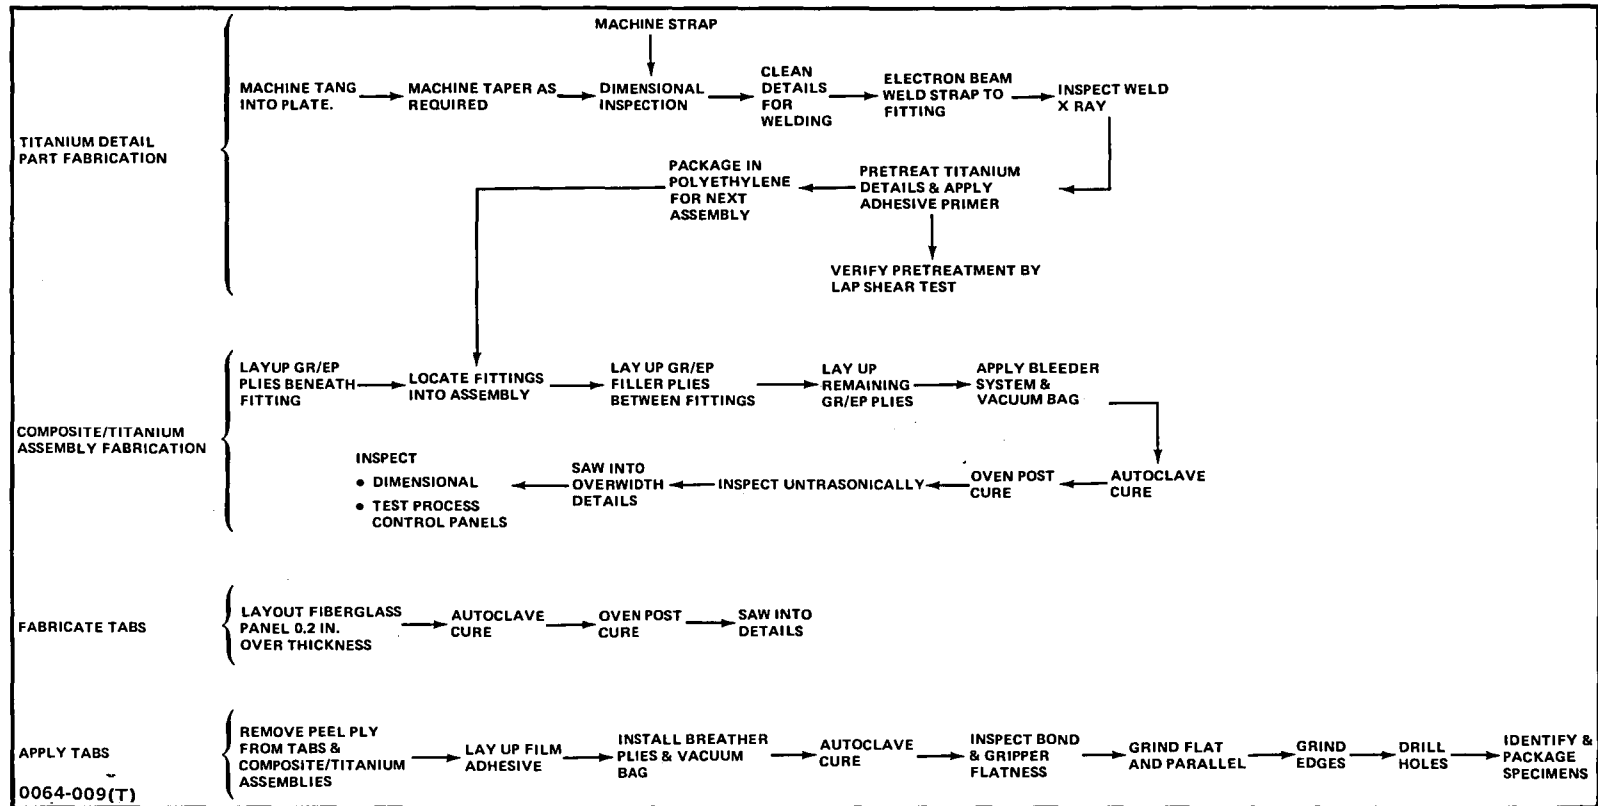 MACHINE STRAP
MACHINE TANG
INTO PLATE.
MACHINE TAPER AS
REQUIRED
DIMENSIONAL
INSPECTION
CLEAN
DETAILS
FOR
WELDING
ELECTRON BEAM
WELD STRAP TO
FITTING
INSPECT WELD
X RAY
TITANIUM DETAIL
PART FABRICATION
PACKAGE IN
POLYETHYLENE
FOR NEXT
ASSEMBLY
PRETREAT TITANIUM
DETAILS & APPLY
ADHESIVE PRIMER
VERIFY PRETREATMENT BY
LAP SHEAR TEST
LAYUP GR/EP
PLIES BENEATH
FITTING
LOCATE FITTINGS
INTO ASSEMBLY
LAY UP GR/EP
FILLER PLIES
BETWEEN FITTINGS
LAY UP
REMAINING
GR/EP PLIES
APPLY BLEEDER
SYSTEM &
VACUUM BAG
COMPOSITE/TITANIUM
ASSEMBLY FABRICATION
INSPECT
• DIMENSIONAL
• TEST PROCESS
CONTROL PANELS
SAW INTO
OVERWIDTH
DETAILS
INSPECT UNTRASONICALLY
OVEN POST
CURE
AUTOCLAVE
CURE
FABRICATE TABS
LAYOUT FIBERGLASS
PANEL 0.2 IN.
OVER THICKNESS
AUTOCLAVE
CURE
OVEN POST
CURE
SAW INTO
DETAILS
APPLY TABS
REMOVE PEEL PLY
FROM TABS &
COMPOSITE/TITANIUM
ASSEMBLIES
LAY UP FILM
ADHESIVE
INSTALL BREATHER
PLIES & VACUUM
BAG
AUTOCLAVE
CURE
INSPECT BOND
& GRIPPER
FLATNESS
GRIND FLAT
AND PARALLEL
GRIND
EDGES
DRILL
HOLES
IDENTIFY &
PACKAGE
SPECIMENS
0064-009(T)